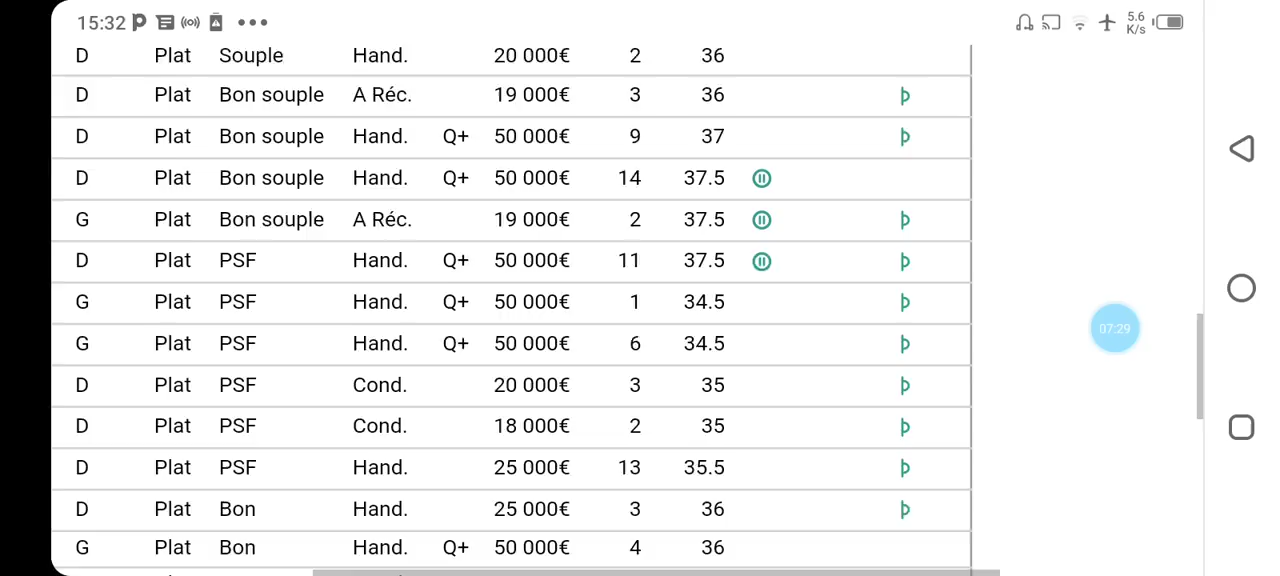 15:32 5.6 K/s
D Plat Souple Hand. 20 000€ 2 36
D Plat Bon souple A Réc. 19 000€ 3 36
D Plat Bon souple Hand. Q+ 50 000€ 9 37
D Plat Bon souple Hand. Q+ 50 000€ 14 37.5
G Plat Bon souple A Réc. 19 000€ 2 37.5
D Plat PSF Hand. Q+ 50 000€ 11 37.5
G Plat PSF Hand. Q+ 50 000€ 1 34.5
07:29
G Plat PSF Hand. Q+ 50 000€ 6 34.5
D Plat PSF Cond. 20 000€ 3 35
D Plat PSF Cond. 18 000€ 2 35
D Plat PSF Hand. 25 000€ 13 35.5
D Plat Bon Hand. 25 000€ 3 36
G Plat Bon Hand. Q+ 50 000€ 4 36